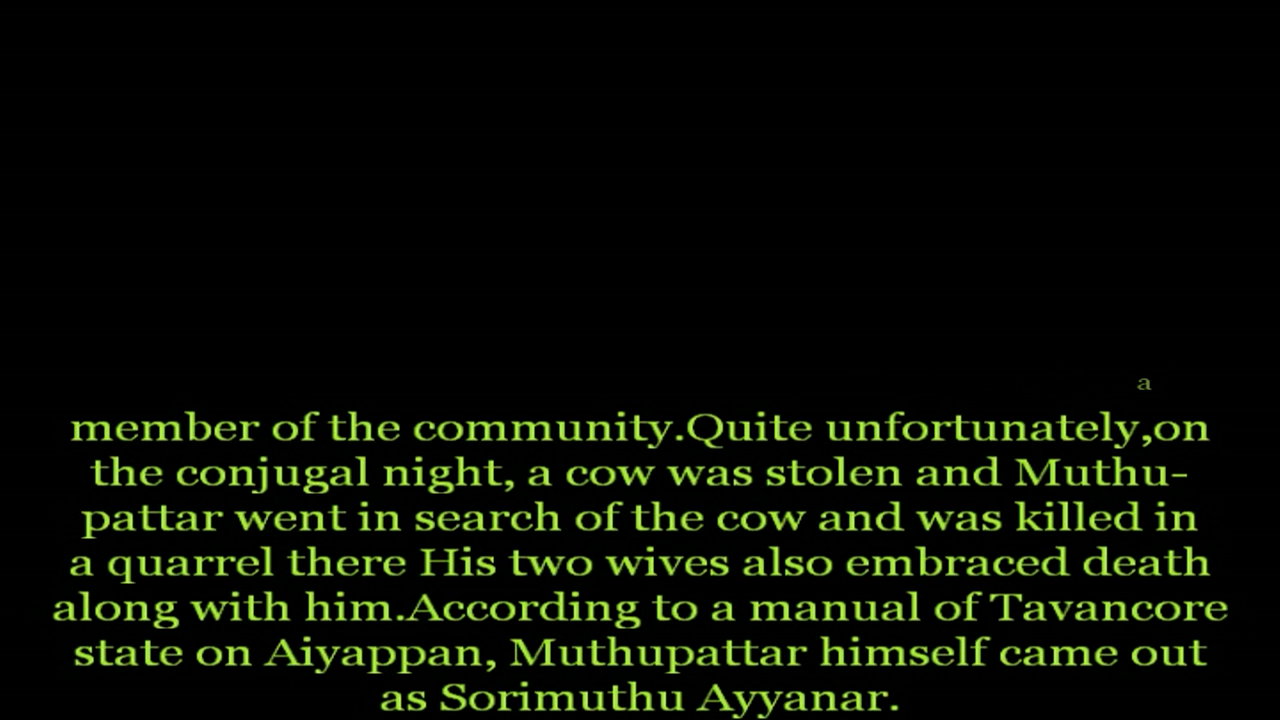 a
member of the community.Quite unfortunately,on
the conjugal night, a cow was stolen and Muthu-
pattar went in search of the cow and was killed in
a quarrel there His two wives also embraced death
along with him.According to a manual of Tavancore
state on Aiyappan, Muthupattar himself came out
as Sorimuthu Ayyanar.